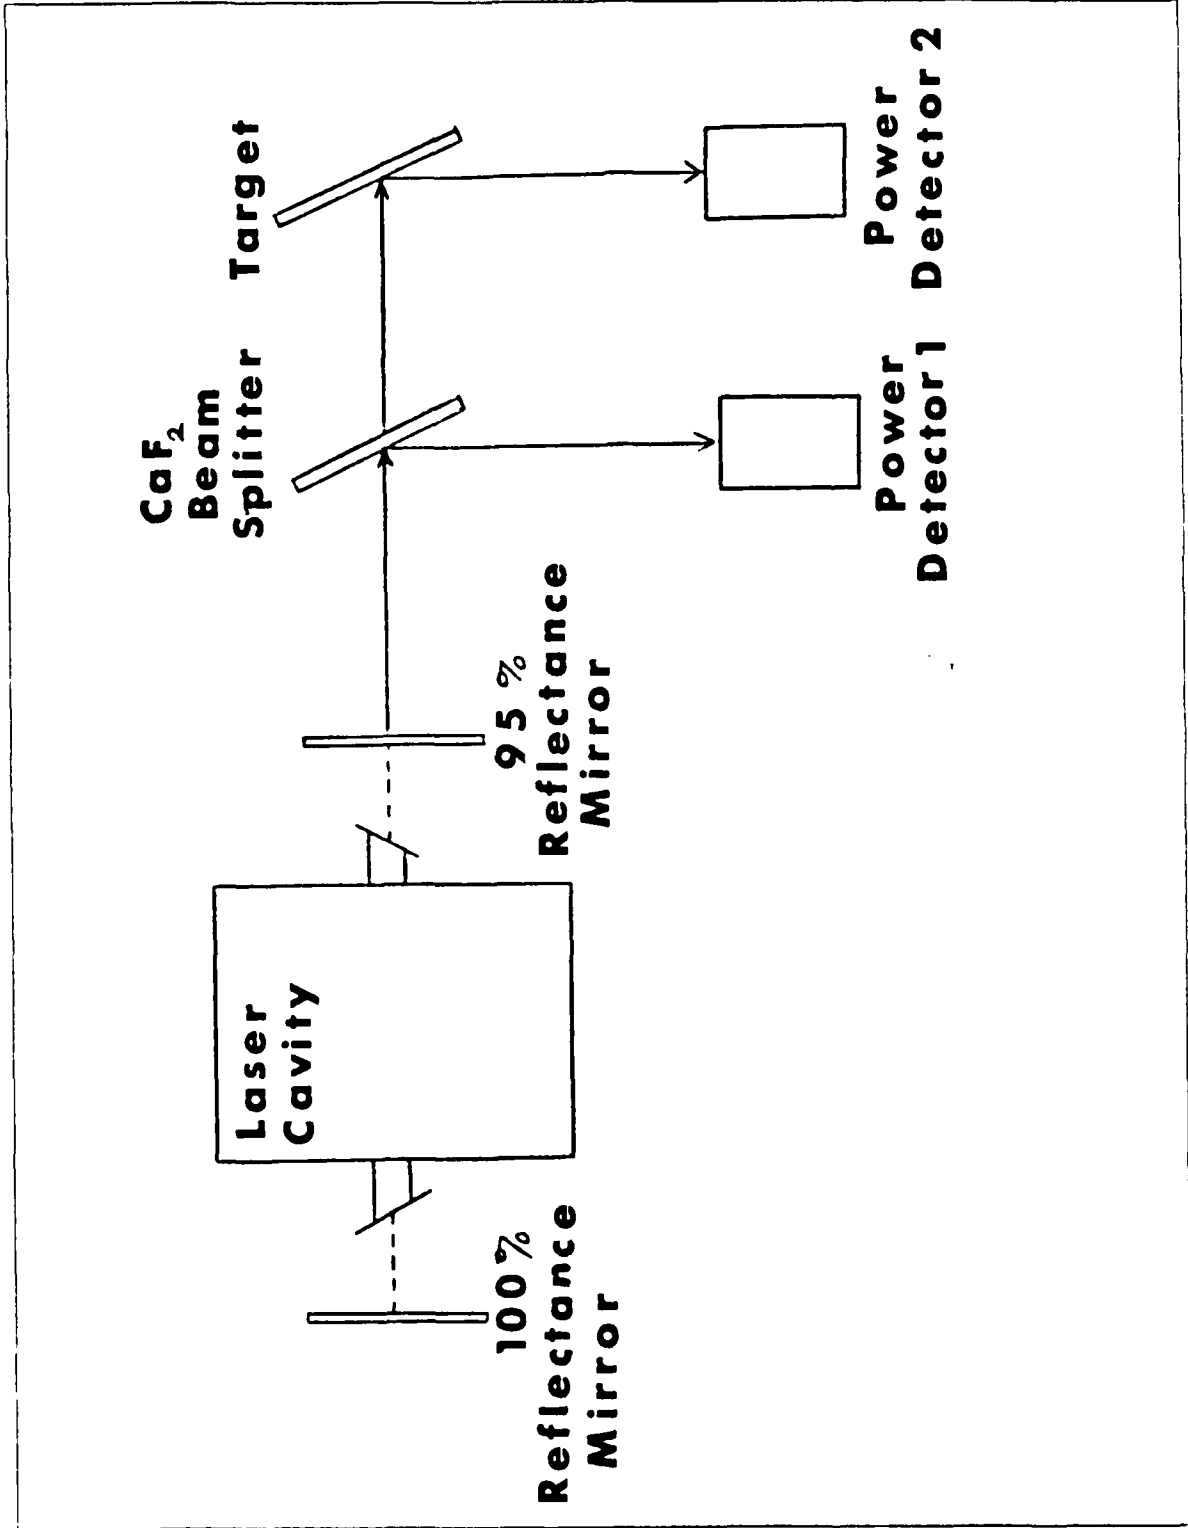 100%
Reflectance
Mirror
Laser
Cavity
95%
Reflectance
Mirror
CaF₂
Beam
Splitter
Power
Detector 1
Target
Power
Detector 2